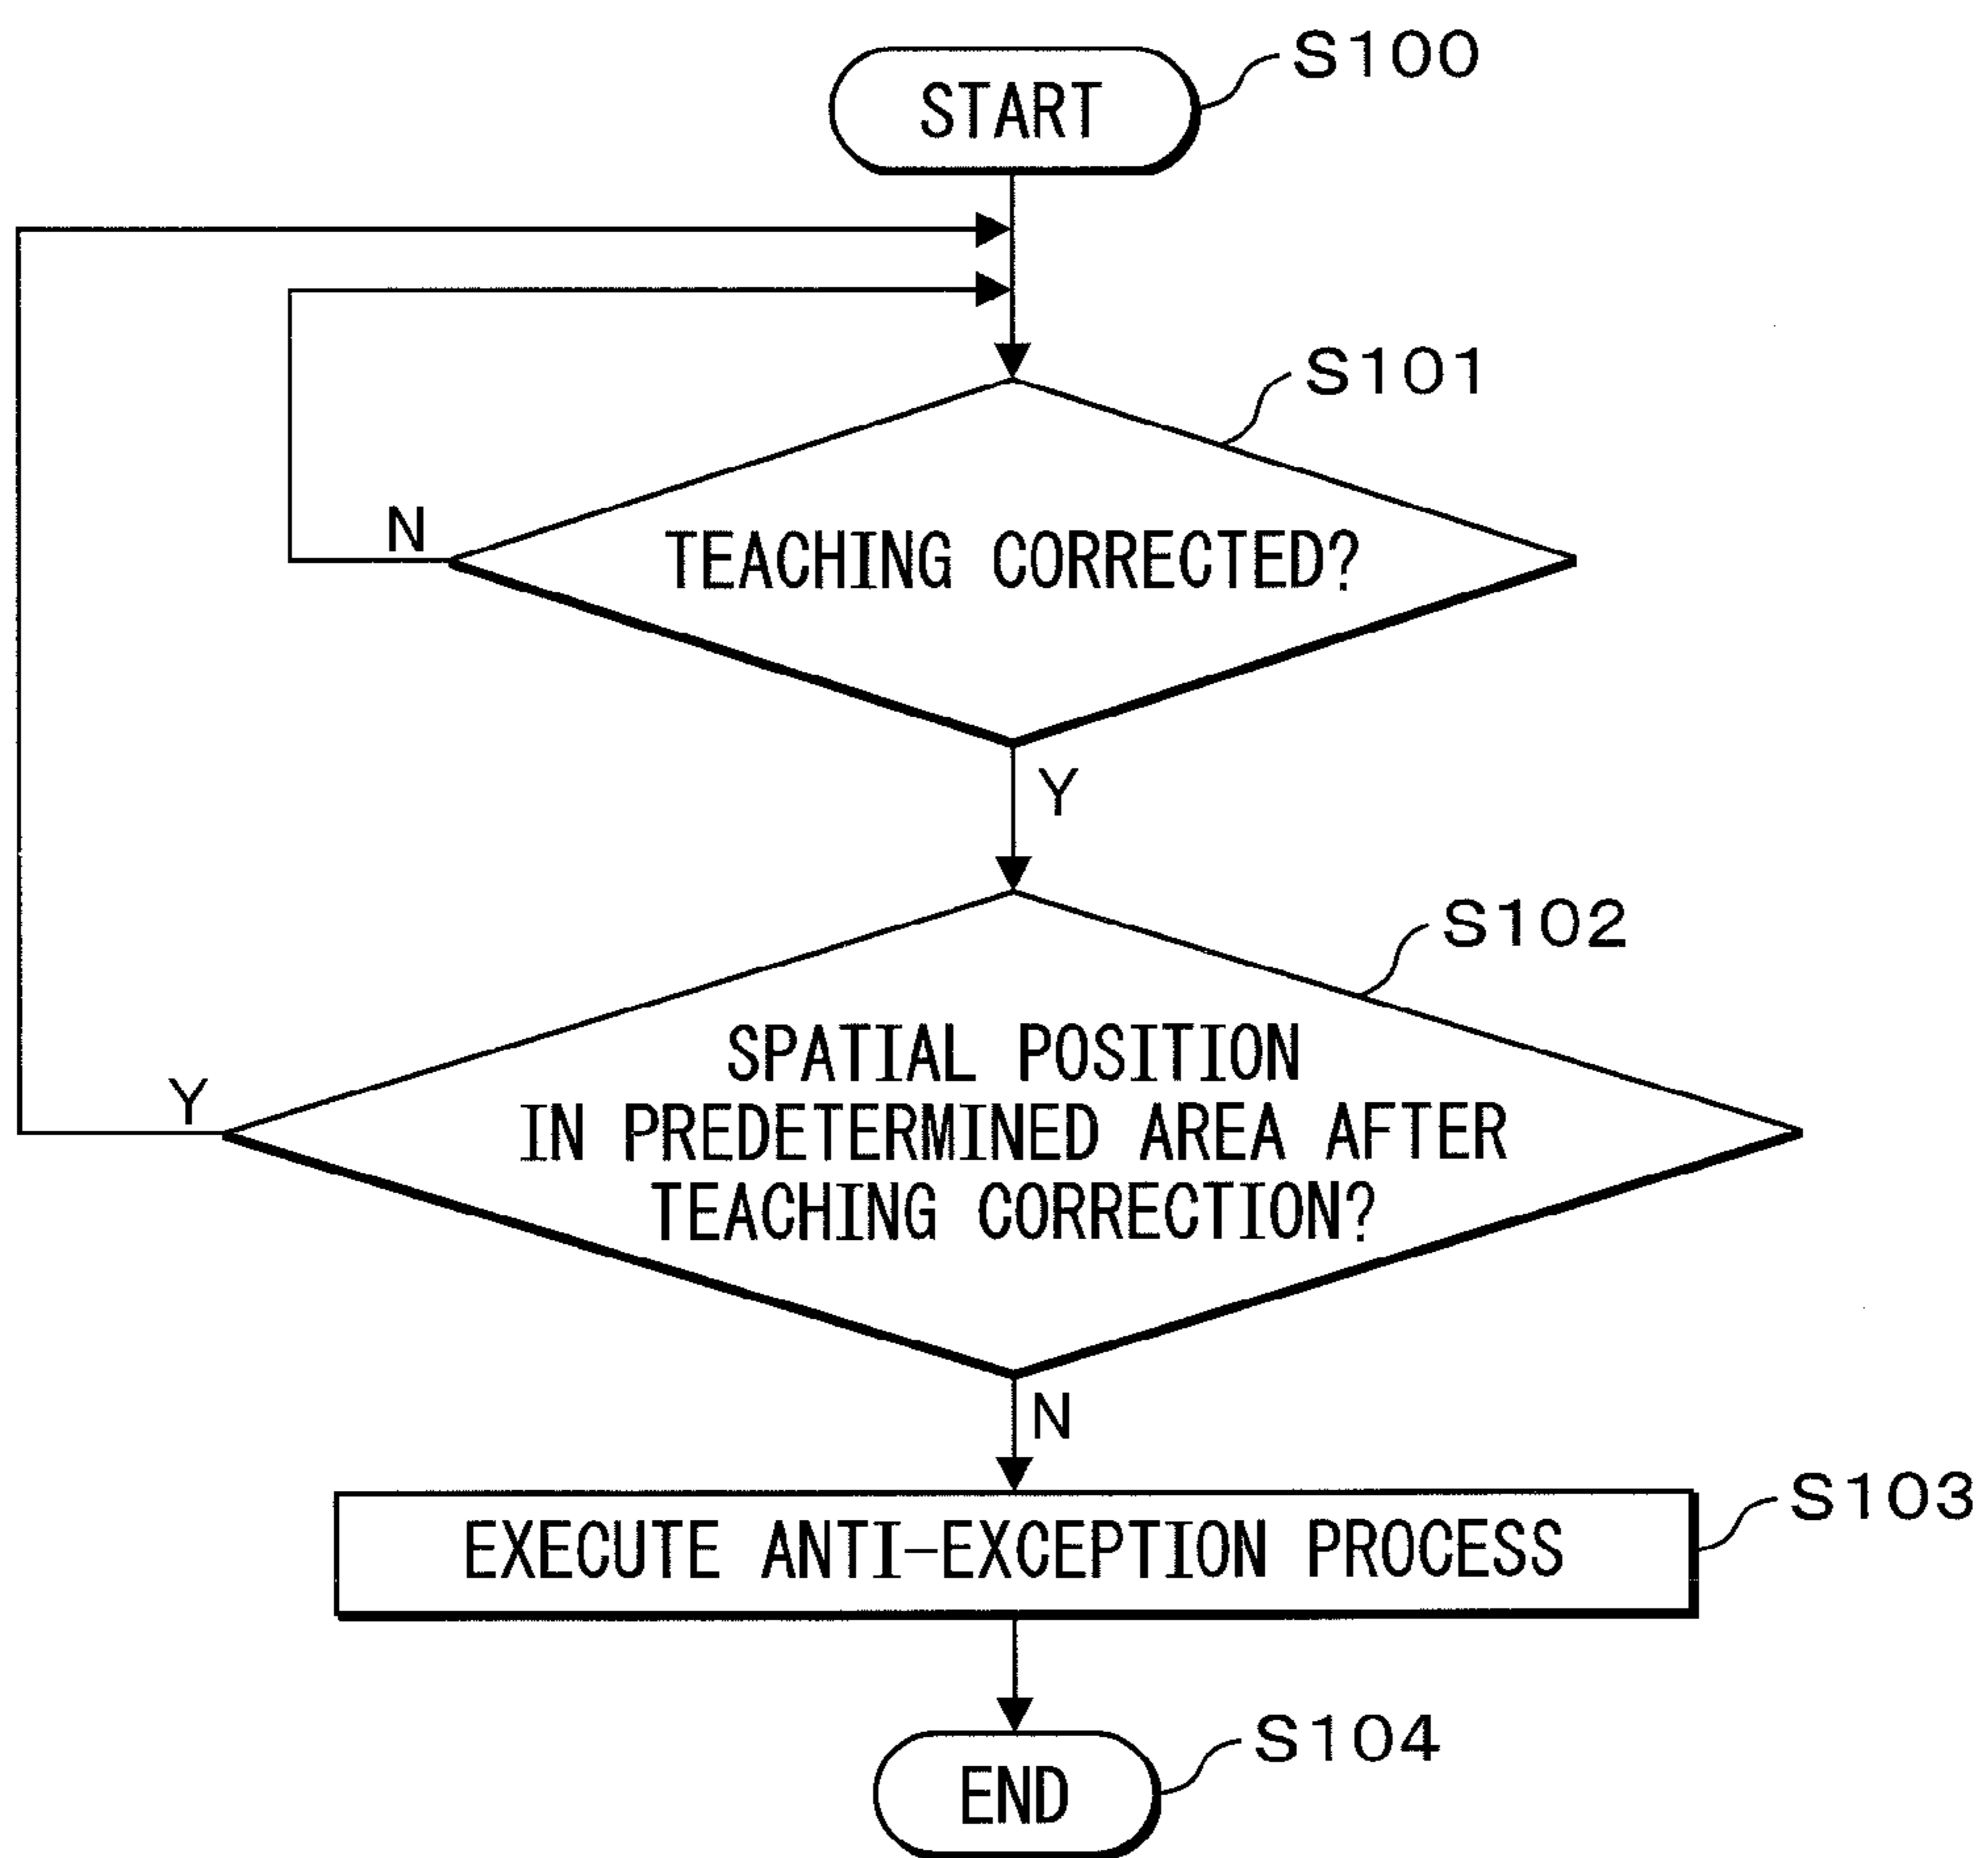 START
S100
S101
N
TEACHING CORRECTED?
Y
S102
SPATIAL POSITION
Y
IN PREDETERMINED AREA AFTER
TEACHING CORRECTION?
N
S103
EXECUTE ANTI-EXCEPTION PROCESS
S104
END